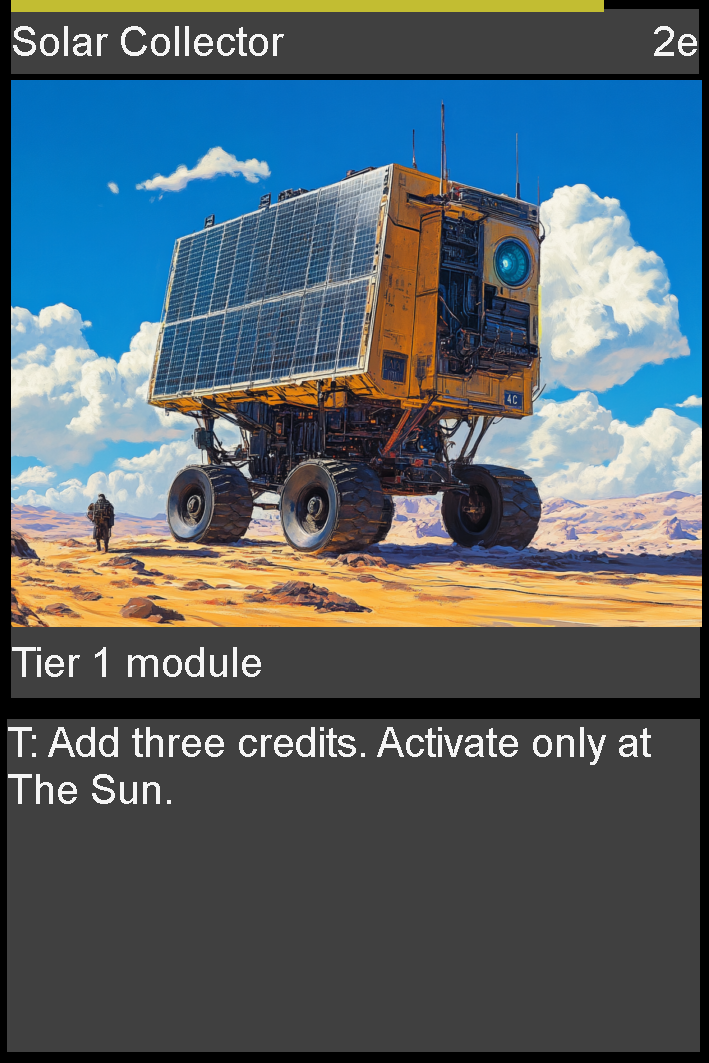 Solar Collector 2e
4C
Tier 1 module
T: Add three credits. Activate only at
The Sun.